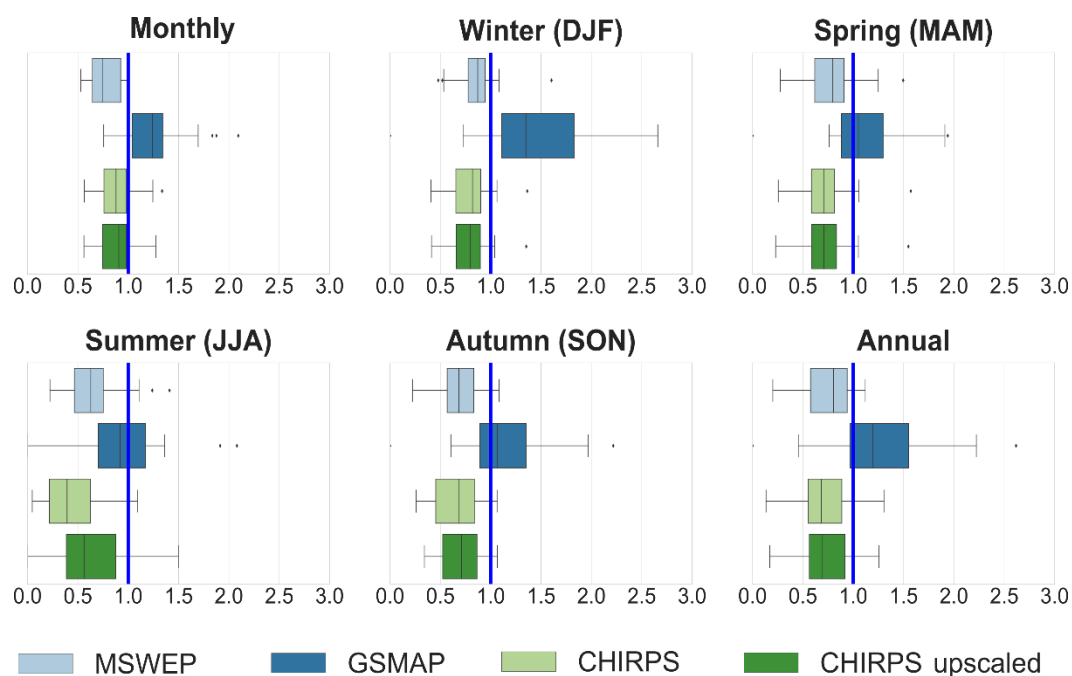 Monthly Winter (DJF) Spring (MAM)
0.0 0.5 1.0 1.5 2.0 2.5 3.0 0.0 0.5 1.0 1.5 2.0 2.5 3.0 0.0 0.5 1.0 1.5 2.0 2.5 3.0
Summer (JJA) Autumn (SON) Annual
0.0 0.5 1.0 1.5 2.0 2.5 3.0 0.0 0.5 1.0 1.5 2.0 2.5 3.0 0.0 0.5 1.0 1.5 2.0 2.5 3.0
MSWEP GSMAP CHIRPS CHIRPS upscaled